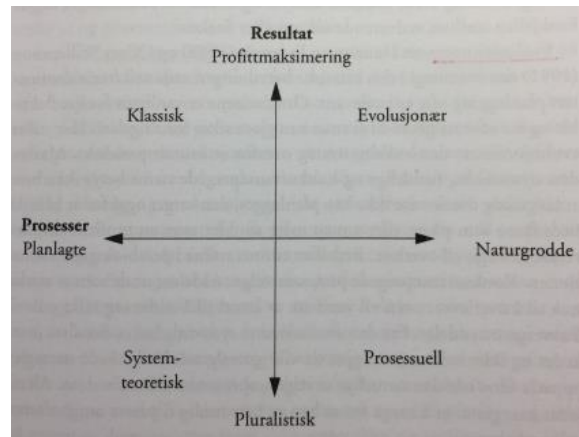 Resultat
Profittmaksimering
Klassisk
Evolusjonær
Prosesser
Planlagte
Naturgrodde
System-
teoretisk
Prosessuell
Pluralistisk